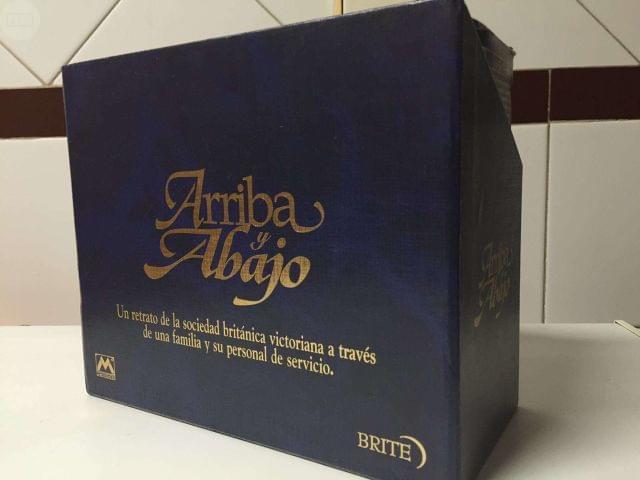 Arriba
y
Abajo
Un retrato de la sociedad británica victoriana a través
de una familia y su personal de servicio.
BRITE
Arriba
y
Abajo